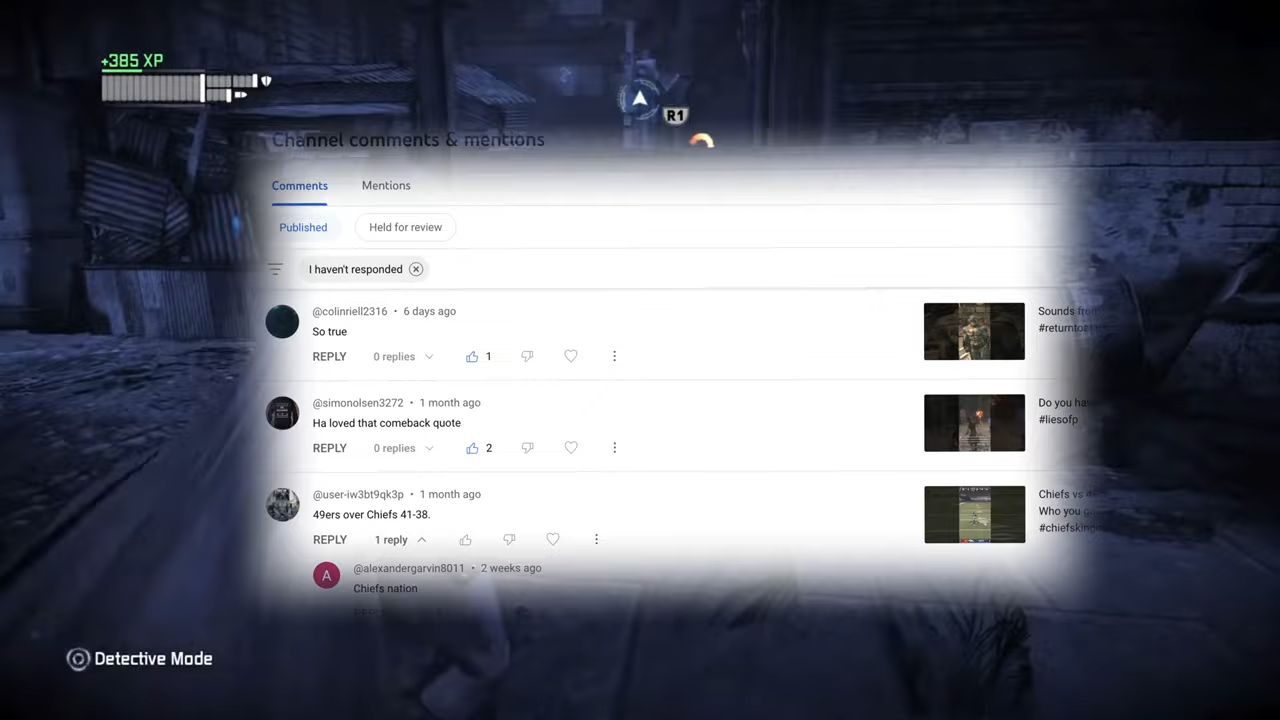 +385 XP
R1
Channel comments & mentions
Comments Mentions
Published Held for review
I haven't responded
@colinriell2316 • 6 days ago
So true
REPLY 0 replies 1
Sounds
#returnto
@simonolsen3272 • 1 month ago
Ha loved that comeback quote
REPLY 0 replies 2
Do you
#liesofp
@user-iw3bt9qk3p • 1 month ago
49ers over Chiefs 41-38.
REPLY 1 reply
Chiefs vs
Who you
#chiefsking
A
@alexandergarvin8011 • 2 weeks ago
Chiefs nation
Detective Mode